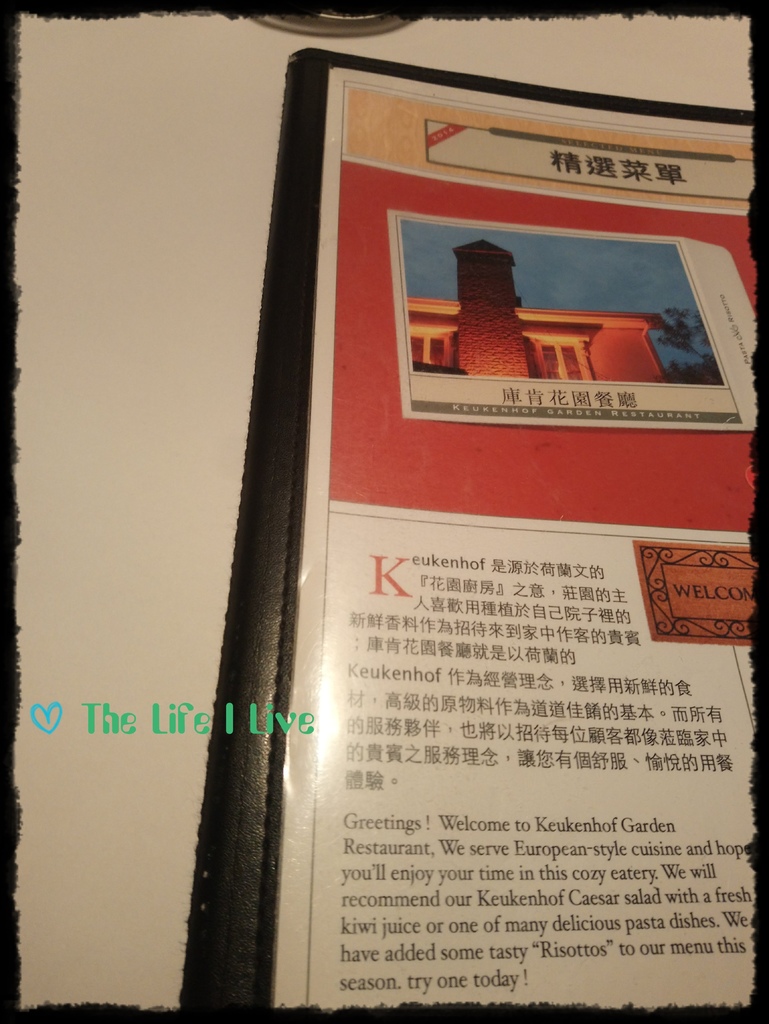 2014
SELECTED MENU
精選菜單
PASTA AND RISOTTO
庫肯花園餐廳
KEUKENHOF GARDEN RESTAURANT
Keukenhof 是源於荷蘭文的
『花園廚房』之意，莊園的主
人喜歡用種植於自己院子裡的
新鮮香料作為招待來到家中作客的貴賓
；庫肯花園餐廳就是以荷蘭的
Keukenhof 作為經營理念，選擇用新鮮的食
材，高級的原物料作為道道佳餚的基本。而所有
的服務夥伴，也將以招待每位顧客都像蒞臨家中
的貴賓之服務理念，讓您有個舒服、愉悅的用餐
體驗。
WELCOM
Greetings! Welcome to Keukenhof Garden
Restaurant, We serve European-style cuisine and hope
you'll enjoy your time in this cozy eatery. We will
recommend our Keukenhof Caesar salad with a fresh
kiwi juice or one of many delicious pasta dishes. We
have added some tasty “Risottos” to our menu this
season. try one today!
The Life I Live